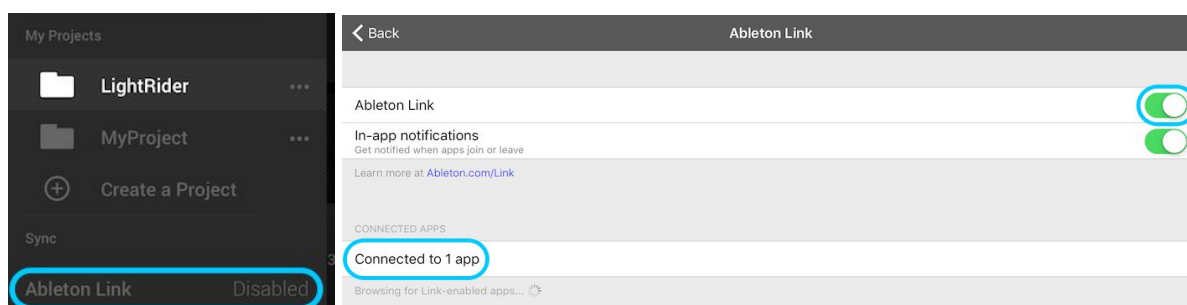 My Projects
LightRider
MyProject
Create a Project
Sync
3
Ableton Link Disabled
Back Ableton Link
Ableton Link
In-app notifications
Get notified when apps join or leave
Learn more at Ableton.com/Link
CONNECTED APPS
Connected to 1 app
Browsing for Link-enabled apps...